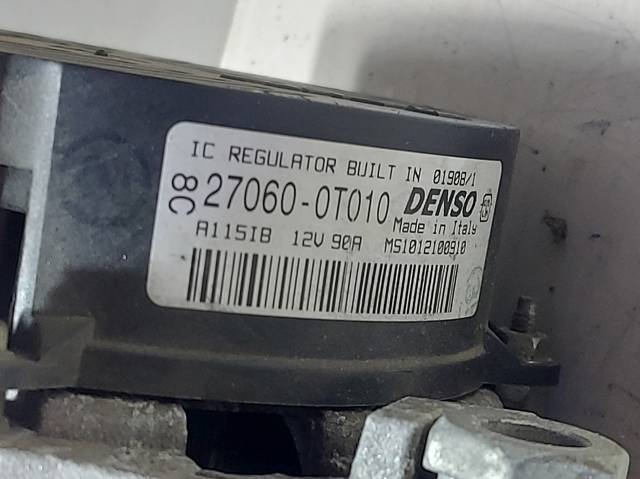 IC REGULATOR BUILT IN 01908/1
8C 27060-0T010 DENSO
Made in Italy
A115IB 12V 90A MS1012100910